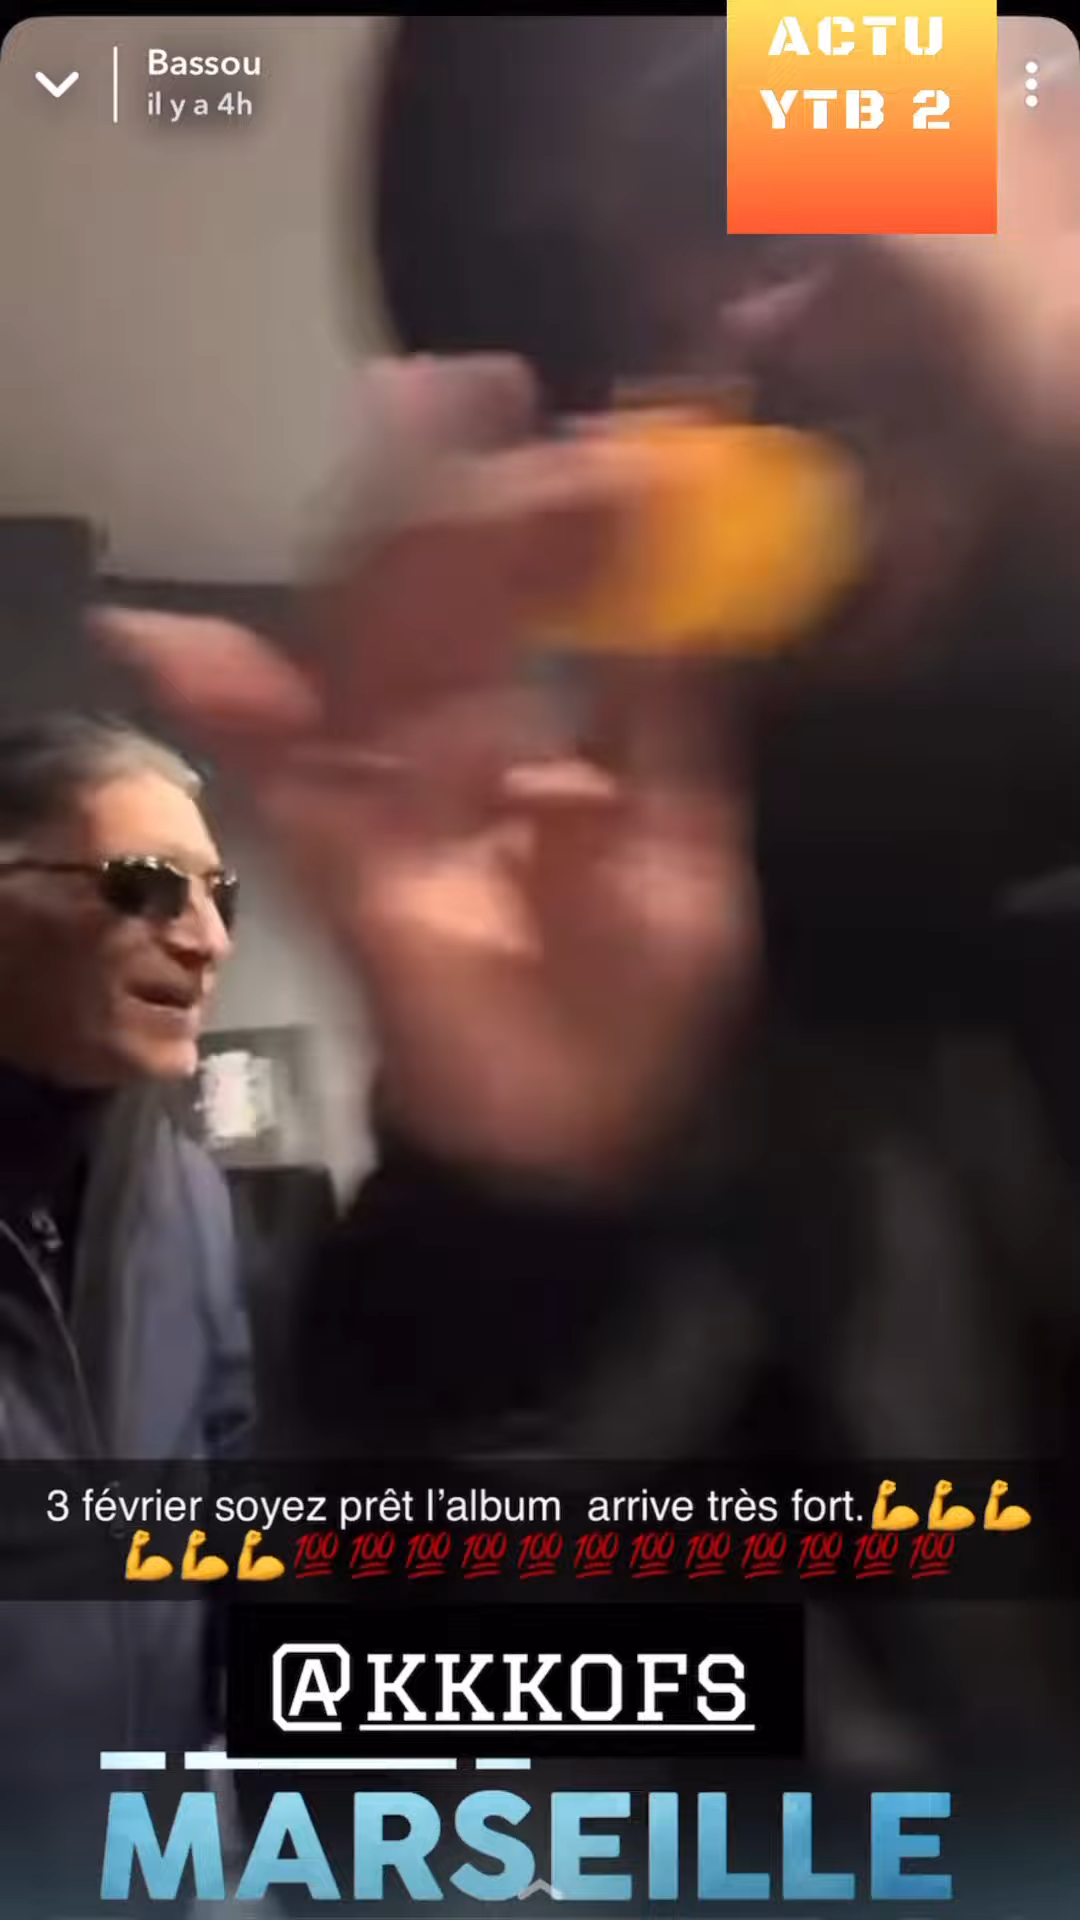 Bassou
il y a 4h
ACTU
YTB 2
3 février soyez prêt l’album  arrive très fort.💪💪💪
💪💪💪💯💯💯💯💯💯💯💯💯💯💯💯
@KKKOFS
MARSEILLE